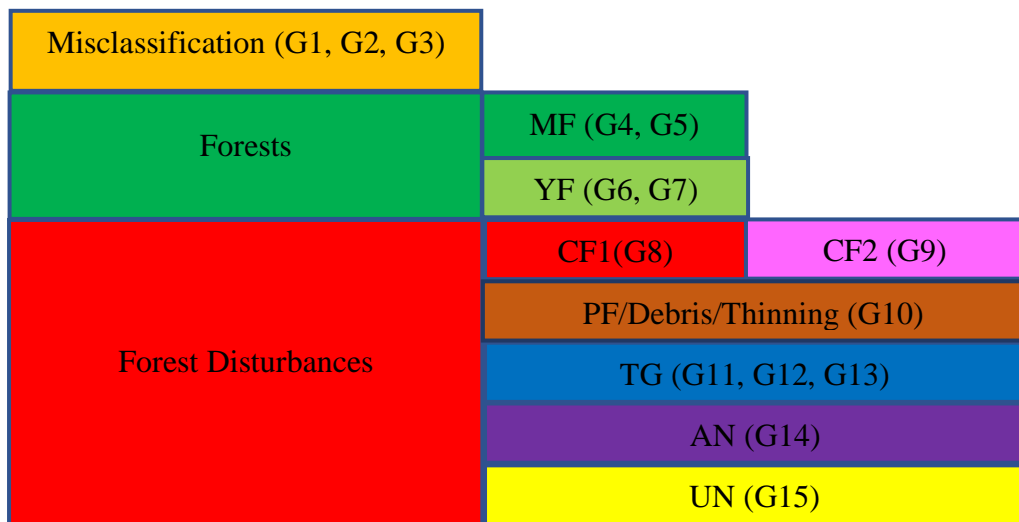 Misclassification (G1, G2, G3)
Forests
MF (G4, G5)
YF (G6, G7)
Forest Disturbances
CF1(G8)
CF2 (G9)
PF/Debris/Thinning (G10)
TG (G11, G12, G13)
AN (G14)
UN (G15)